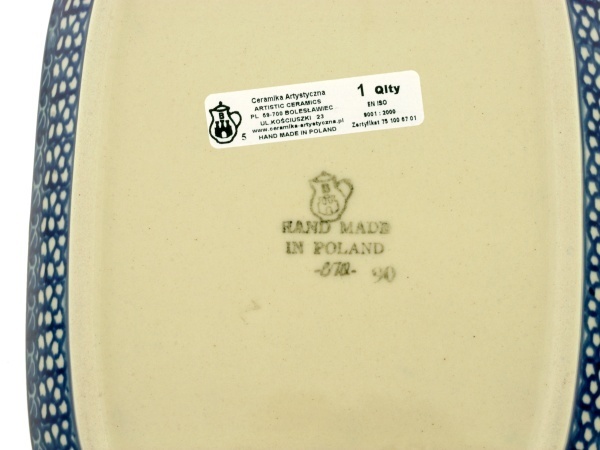 Ceramika Artystyczna
ARTISTIC CERAMICS
PL 59-700 BOLESŁAWIEC
UL.KOŚCIUSZKI 23
www.ceramika-artystyczna.pl
HAND MADE IN POLAND
B
5
1 Qlty
EN ISO
9001 : 2000
Zertyfikat 75 100 67 01
B
HAND MADE
IN POLAND
90